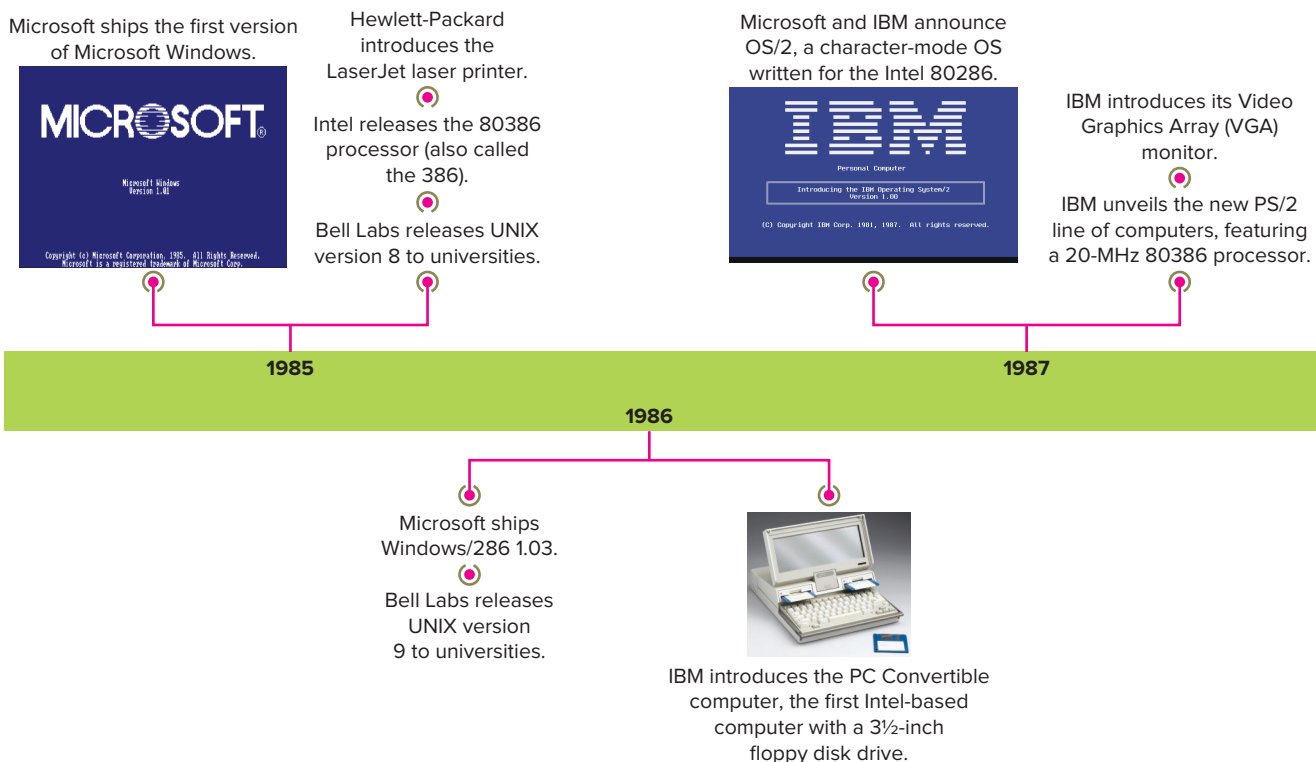 Microsoft ships the first version
of Microsoft Windows.
MICROSOFT®
Microsoft Windows
Version 1.01
Copyright (c) Microsoft Corporation, 1985. All Rights Reserved.
Microsoft is a registered trademark of Microsoft Corp.
Hewlett-Packard
introduces the
LaserJet laser printer.
Intel releases the 80386
processor (also called
the 386).
Bell Labs releases UNIX
version 8 to universities.
Microsoft and IBM announce
OS/2, a character-mode OS
written for the Intel 80286.
IBM
Personal Computer
Introducing the IBM Operating System/2
Version 1.00
(C) Copyright IBM Corp. 1981, 1987. All rights reserved.
IBM introduces its Video
Graphics Array (VGA)
monitor.
IBM unveils the new PS/2
line of computers, featuring
a 20-MHz 80386 processor.
1985
1987
1986
Microsoft ships
Windows/286 1.03.
Bell Labs releases
UNIX version
9 to universities.
IBM introduces the PC Convertible
computer, the first Intel-based
computer with a 3½-inch
floppy disk drive.